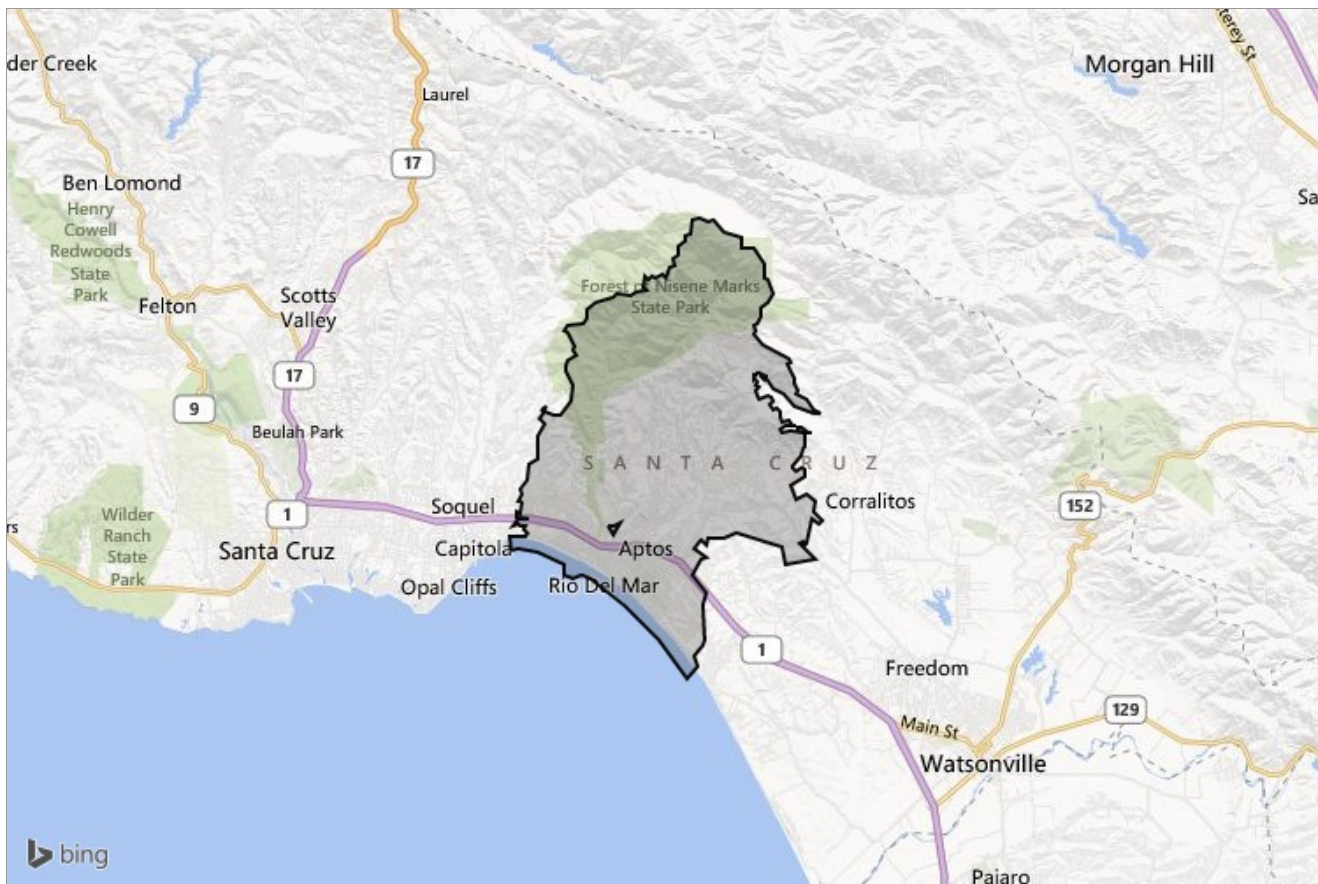 der Creek
Morgan Hill
Laurel
17
Ben Lomond
Henry
Cowell
Redwoods
State
Park
Felton
Scotts
Valley
Forest of Nisene Marks
State Park
17
9
Beulah Park
SANTA CRUZ
Soquel
Corralitos
152
1
Wilder
Ranch
State
Park
Santa Cruz
Capitola
Aptos
Opal Cliffs
Rio Del Mar
1
Freedom
129
Main St
Watsonville
Pajaro
bing